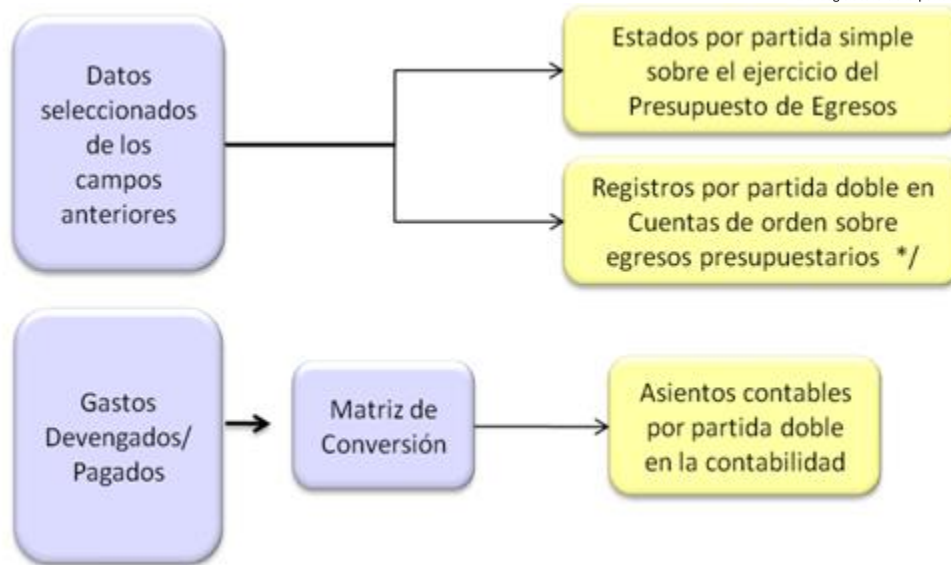 Datos
seleccionados
de los
campos
anteriores
Estados por partida simple
sobre el ejercicio del
Presupuesto de Egresos
Registros por partida doble en
Cuentas de orden sobre
egresos presupuestarios */
Gastos
Devengados/
Pagados
Matriz de
Conversión
Asientos contables
por partida doble
en la contabilidad